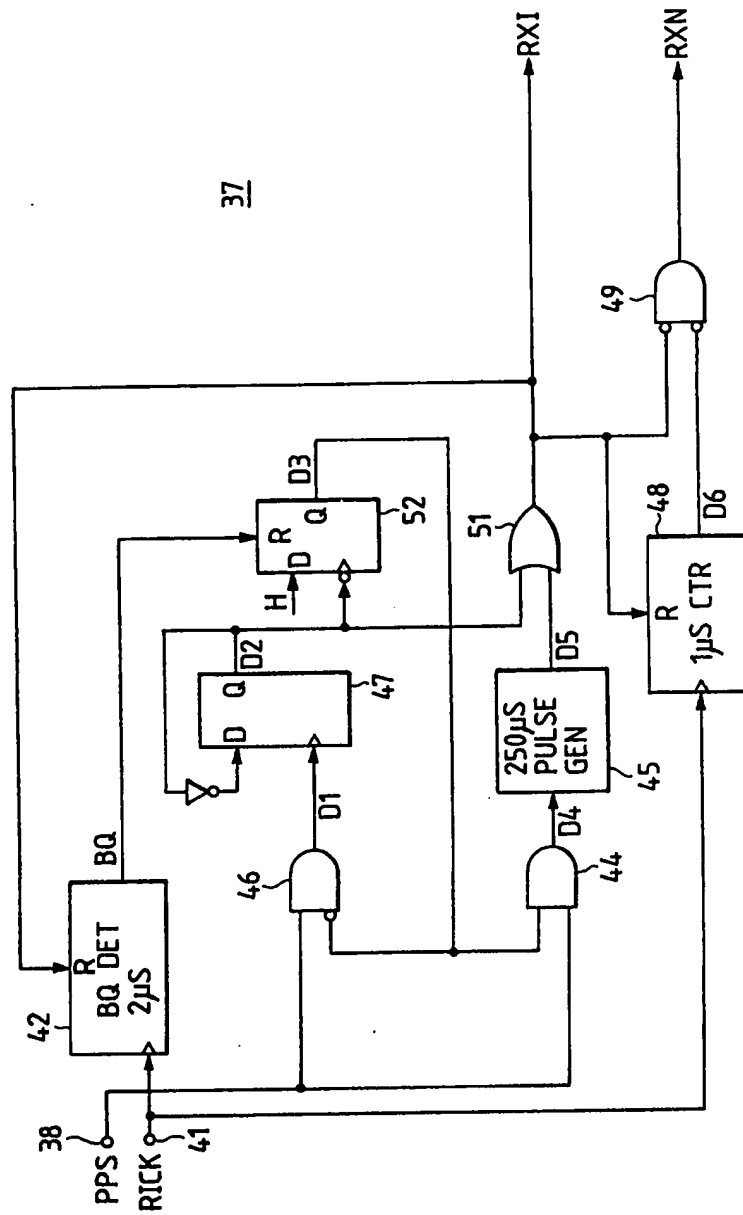 37
PPS
38
RICK
41
42
R
BQ DET
2µS
BQ
46
D1
D
Q
D2
47
H
D
R
Q
D3
52
44
D4
250µS
PULSE
GEN
45
D5
51
R
1µS CTR
48
D6
49
RXI
RXN